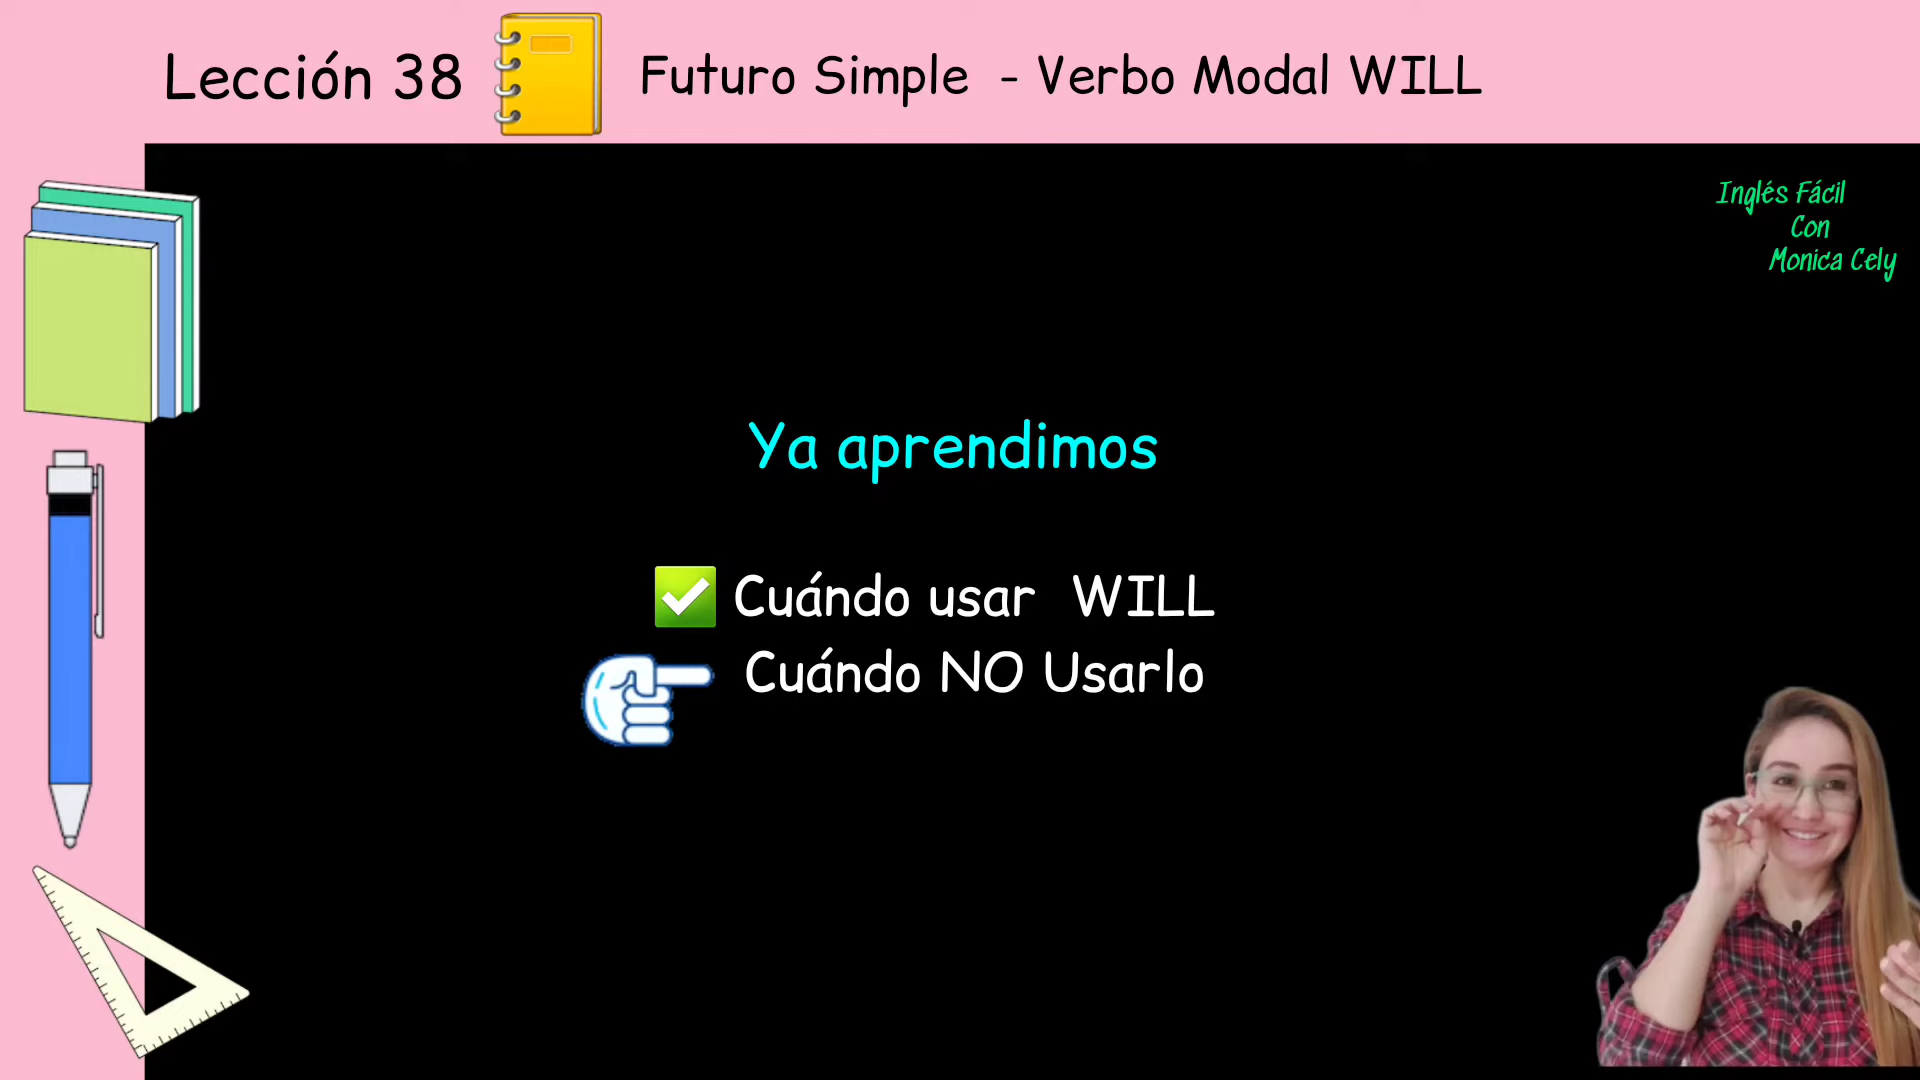 Lección 38
Futuro Simple - Verbo Modal WILL
Inglés Fácil
Con
Monica Cely
Ya aprendimos
Cuándo usar WILL
Cuándo NO Usarlo